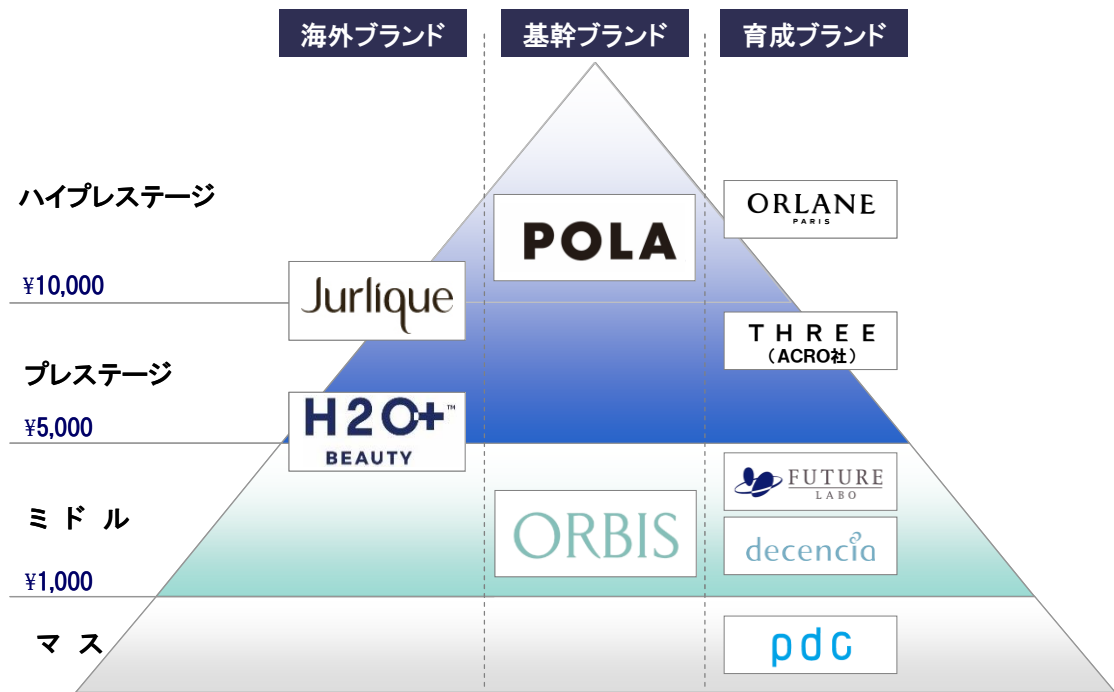 海外ブランド
基幹ブランド
育成ブランド
ハイプレステージ
ORLANE
PARIS
POLA
¥10,000
Jurlique
THREE
(ACRO社)
プレステージ
H2O+™
BEAUTY
¥5,000
FUTURE
LABO
ミドル
ORBIS
decencia
¥1,000
マス
pdc